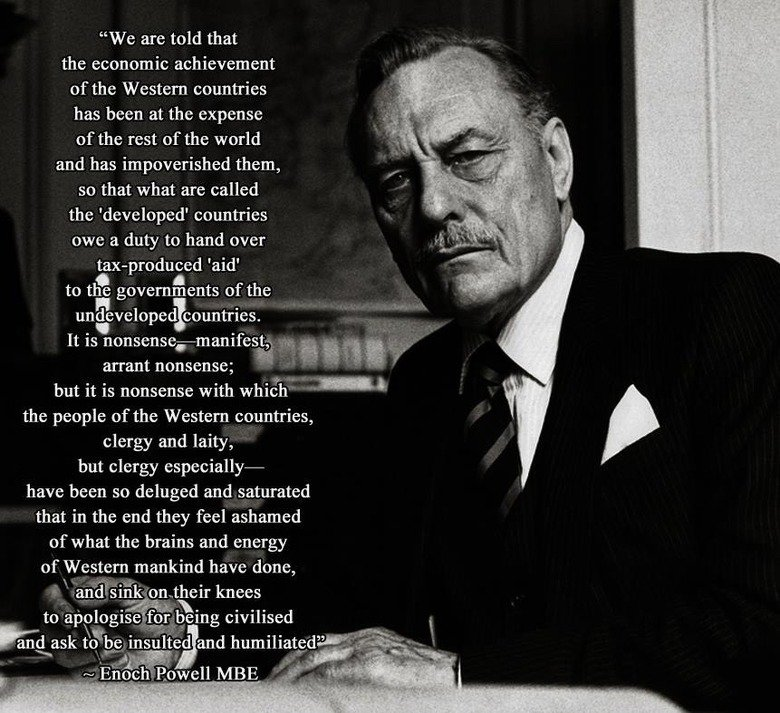 “We are told that
the economic achievement
of the Western countries
has been at the expense
of the rest of the world
and has impoverished them,
so that what are called
the 'developed' countries
owe a duty to hand over
tax-produced 'aid'
to the governments of the
undeveloped countries.
It is nonsense—manifest,
arrant nonsense;
but it is nonsense with which
the people of the Western countries,
clergy and laity,
but clergy especially—
have been so deluged and saturated
that in the end they feel ashamed
of what the brains and energy
of Western mankind have done,
and sink on their knees
to apologise for being civilised
and ask to be insulted and humiliated”
~ Enoch Powell MBE